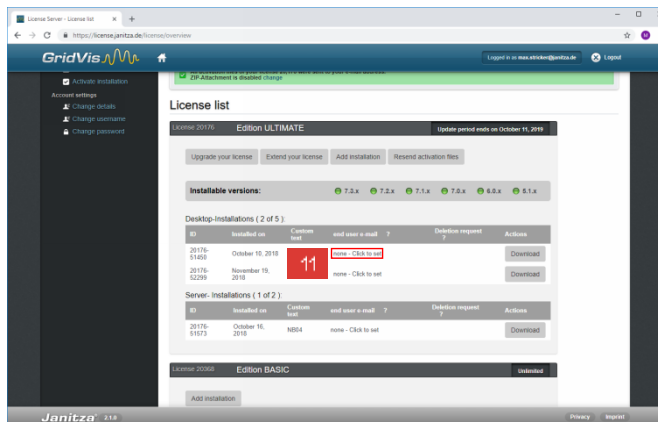 License Server - License list
https://license.janitza.de/license/overview
GridVis
Logged in as max.stricker@janitza.de
Logout
ZIP-Attachment is disabled change
Activate installation
Account settings
Change details
Change username
Change password
License list
License 20176 Edition ULTIMATE Update period ends on October 11, 2019
Upgrade your license Extend your license Add installation Resend activation files
Installable versions: 7.3.x 7.2.x 7.1.x 7.0.x 6.0.x 5.1.x
Desktop-Installations ( 2 of 5 ):
ID Installed on Custom text end user e-mail ? Deletion request ? Actions
20176-51450 October 10, 2018 none - Click to set Download
11
20176-52299 November 19, 2018 none - Click to set Download
Server- Installations ( 1 of 2 ):
ID Installed on Custom text end user e-mail ? Deletion request ? Actions
20176-51573 October 16, 2018 NB04 none - Click to set Download
License 20368 Edition BASIC Unlimited
Add installation
Janitza 2.1.0 Privacy Imprint